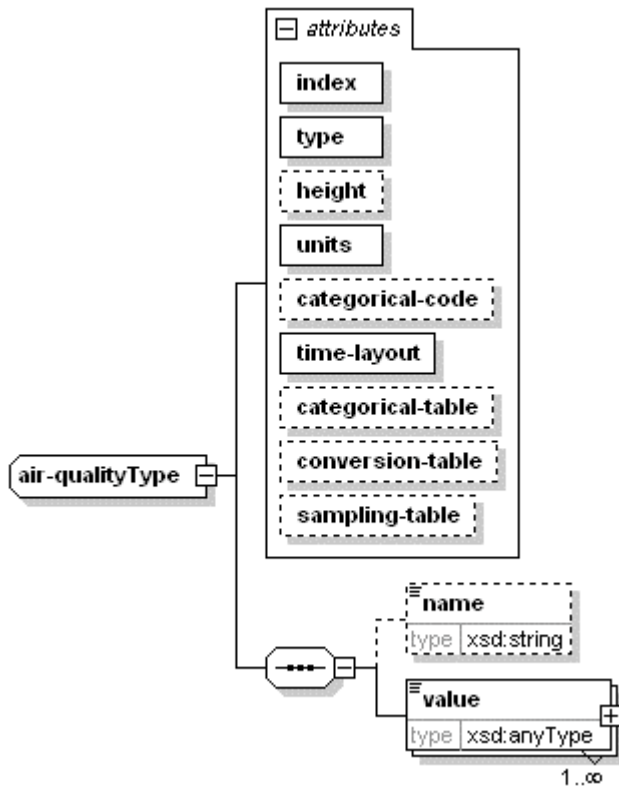 attributes
index
type
height
units
categorical-code
time-layout
categorical-table
conversion-table
sampling-table
air-qualityType
name
type xsd:string
value
type xsd:anyType
1..∞